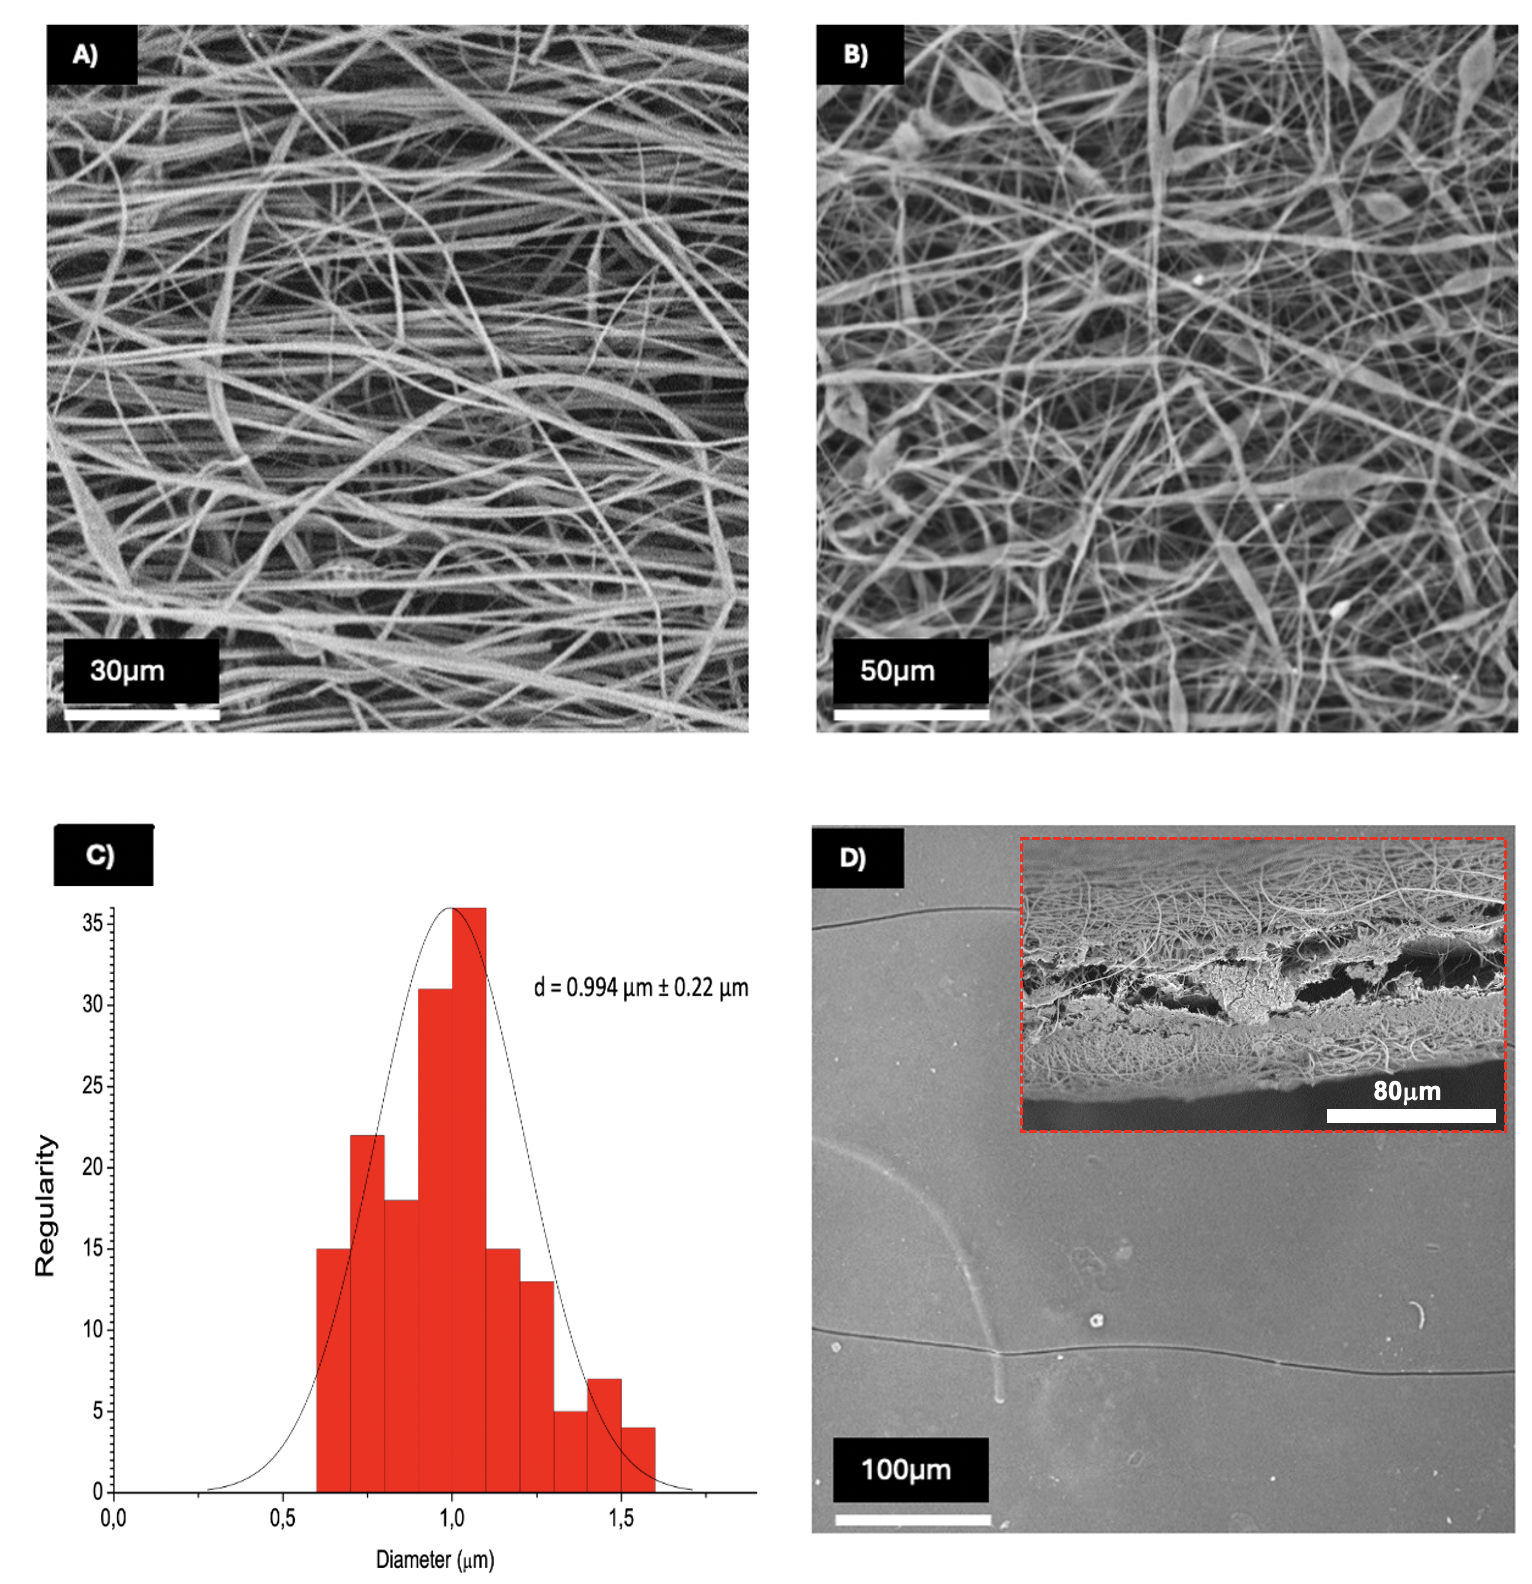 A)
B)
30µm
50µm
C)
D)
35
30
25
20
15
10
5
0
d = 0.994 µm ± 0.22 µm
Regularity
0,0 0,5 1,0 1,5
Diameter (µm)
80µm
100µm